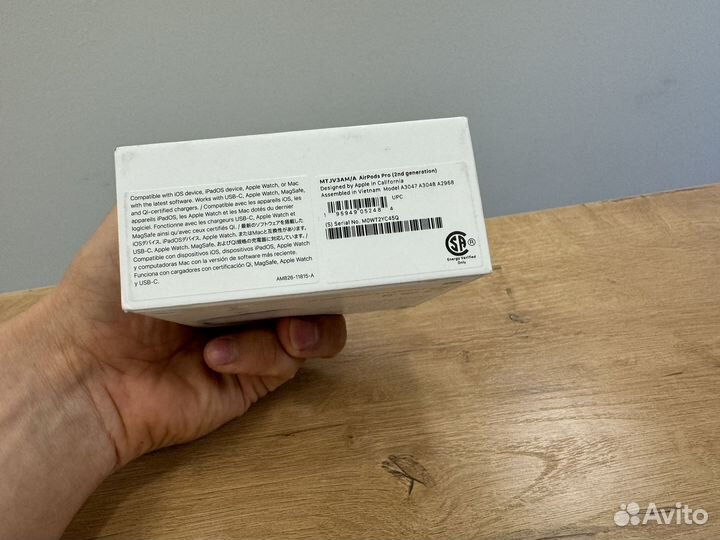 Compatible with iOS device, iPadOS device, Apple Watch, or Mac
with the latest software. Works with USB-C, Apple Watch, MagSafe,
and Qi-certified chargers. / Compatible avec les appareils iOS, les
appareils iPadOS, les Apple Watch et les Mac dotés du dernier
logiciel. Fonctionne avec les chargeurs USB-C, Apple Watch et
MagSafe ainsi qu'avec ceux certifiés Qi. / 最新のソフトウェアを搭載した
iOSデバイス、iPadOSデバイス、Apple Watch、またはMacと互換性があります。
USB-C、Apple Watch、MagSafe、およびQi規格の充電器に対応しています。/
Compatible con dispositivos iOS, dispositivos iPadOS, Apple Watch
y computadoras Mac con la versión de software más reciente.
Funciona con cargadores con certificación Qi, MagSafe, Apple Watch
y USB-C.
AM826-11815-A
MTJV3AM/A AirPods Pro (2nd generation)
Designed by Apple in California
Assembled in Vietnam Model A3047 A3048 A2968
UPC
1 95949 05248 4
(S) Serial No. M0WT2YC45Q
SA
Energy Verified
Only
Avito